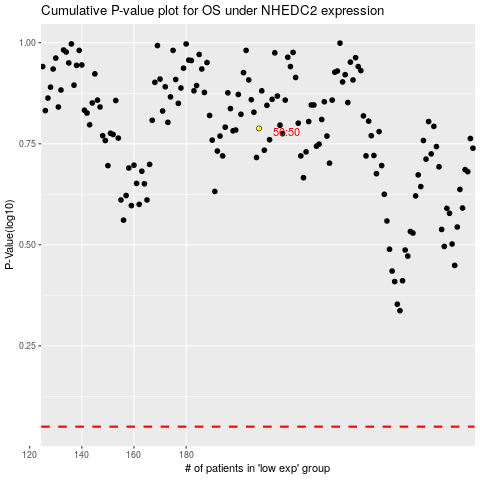 Cumulative P-value plot for OS under NHEDC2 expression
1.00
0.75
50:50
0.50
0.25
P-Value(log10)
120 140 160 180
# of patients in 'low exp' group